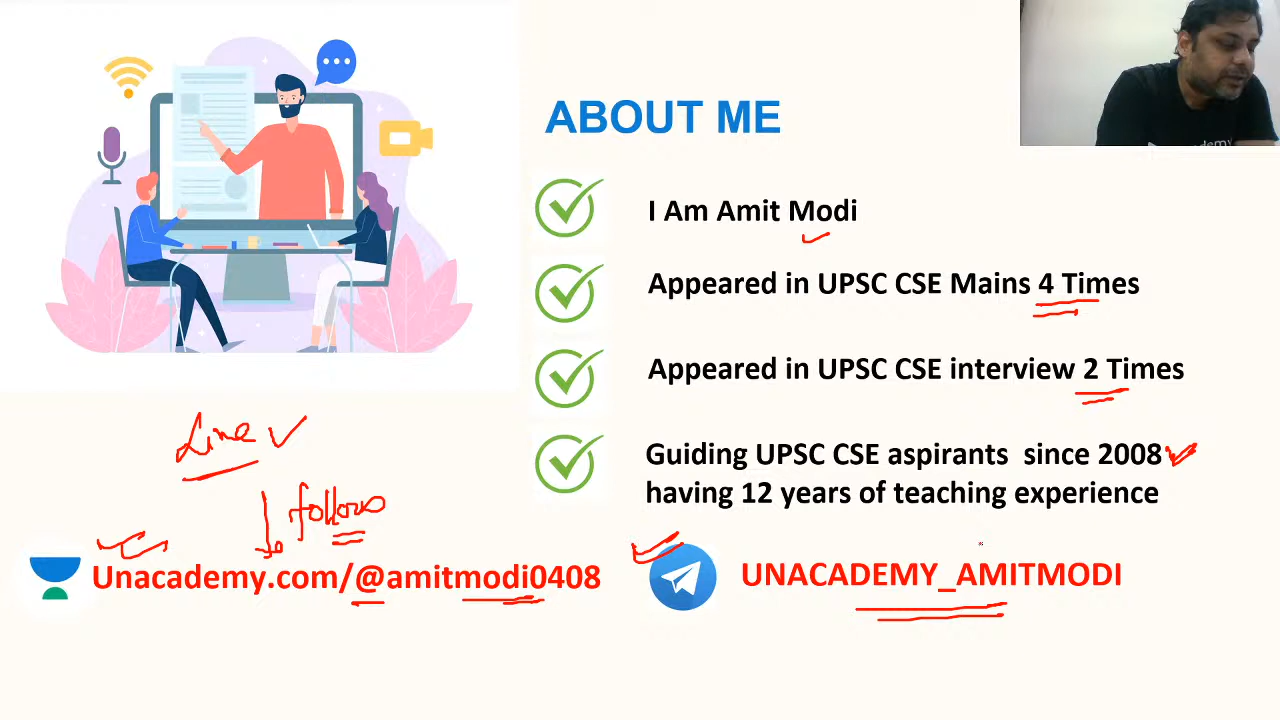 ABOUT ME
I Am Amit Modi
Appeared in UPSC CSE Mains 4 Times
Appeared in UPSC CSE interview 2 Times
Guiding UPSC CSE aspirants since 2008
having 12 years of teaching experience
follow
Unacademy.com/@amitmodi0408
UNACADEMY_AMITMODI